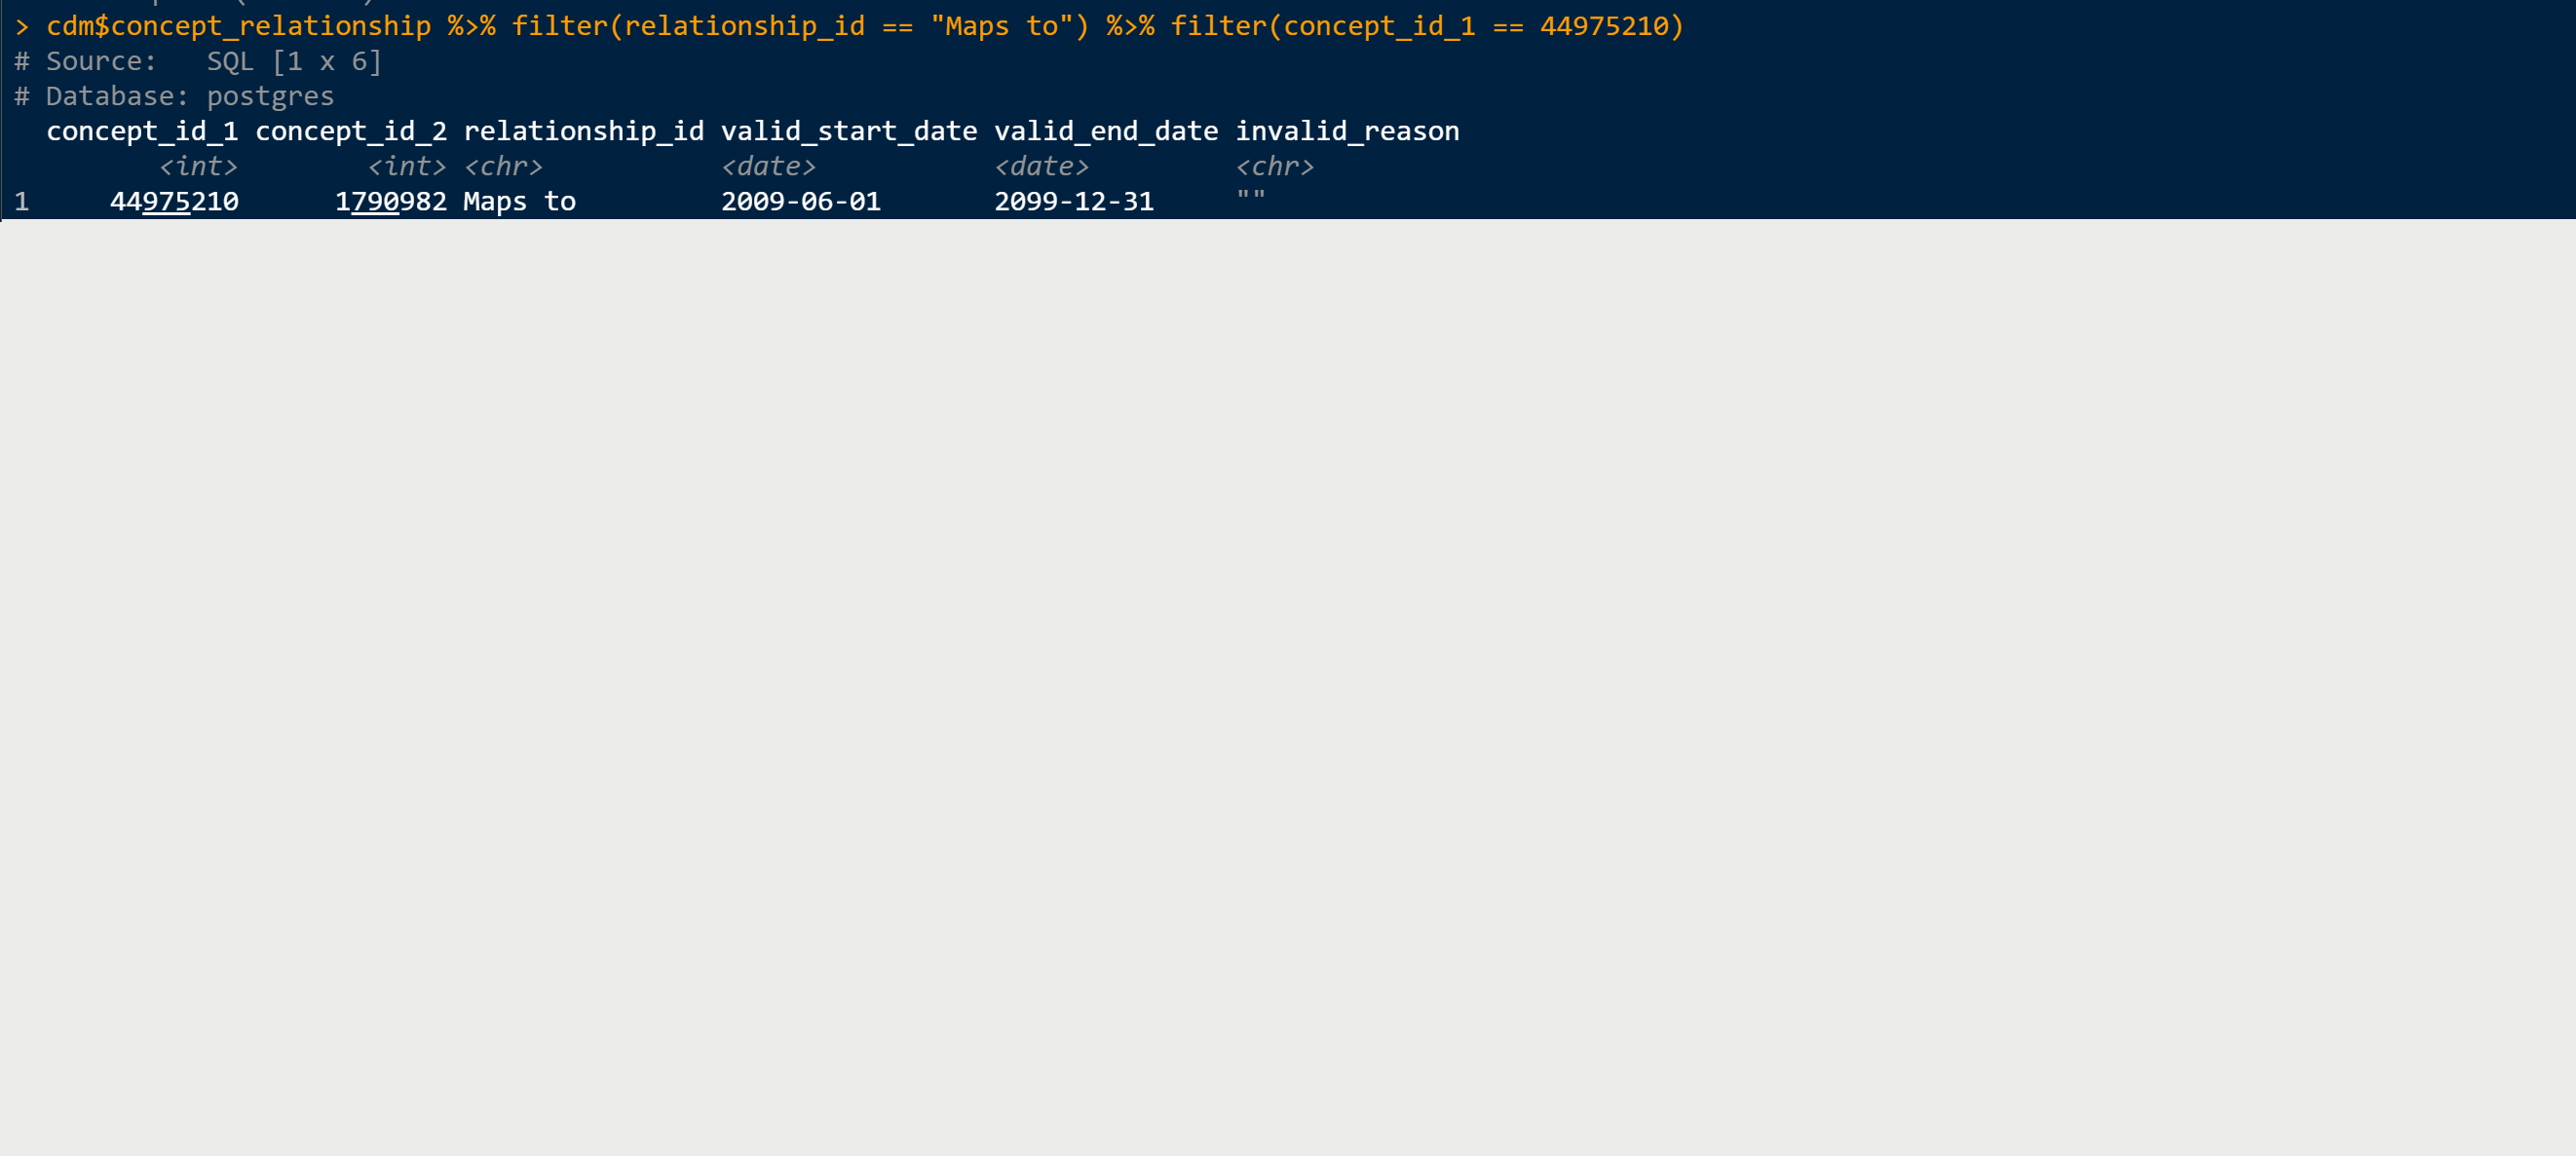 > cdm$concept_relationship %>% filter(relationship_id == "Maps to") %>% filter(concept_id_1 == 44975210)
# Source:   SQL [1 x 6]
# Database: postgres
  concept_id_1 concept_id_2 relationship_id valid_start_date valid_end_date invalid_reason
         <int>        <int> <chr>           <date>           <date>         <chr>
1     44975210      1790982 Maps to         2009-06-01       2099-12-31     ""